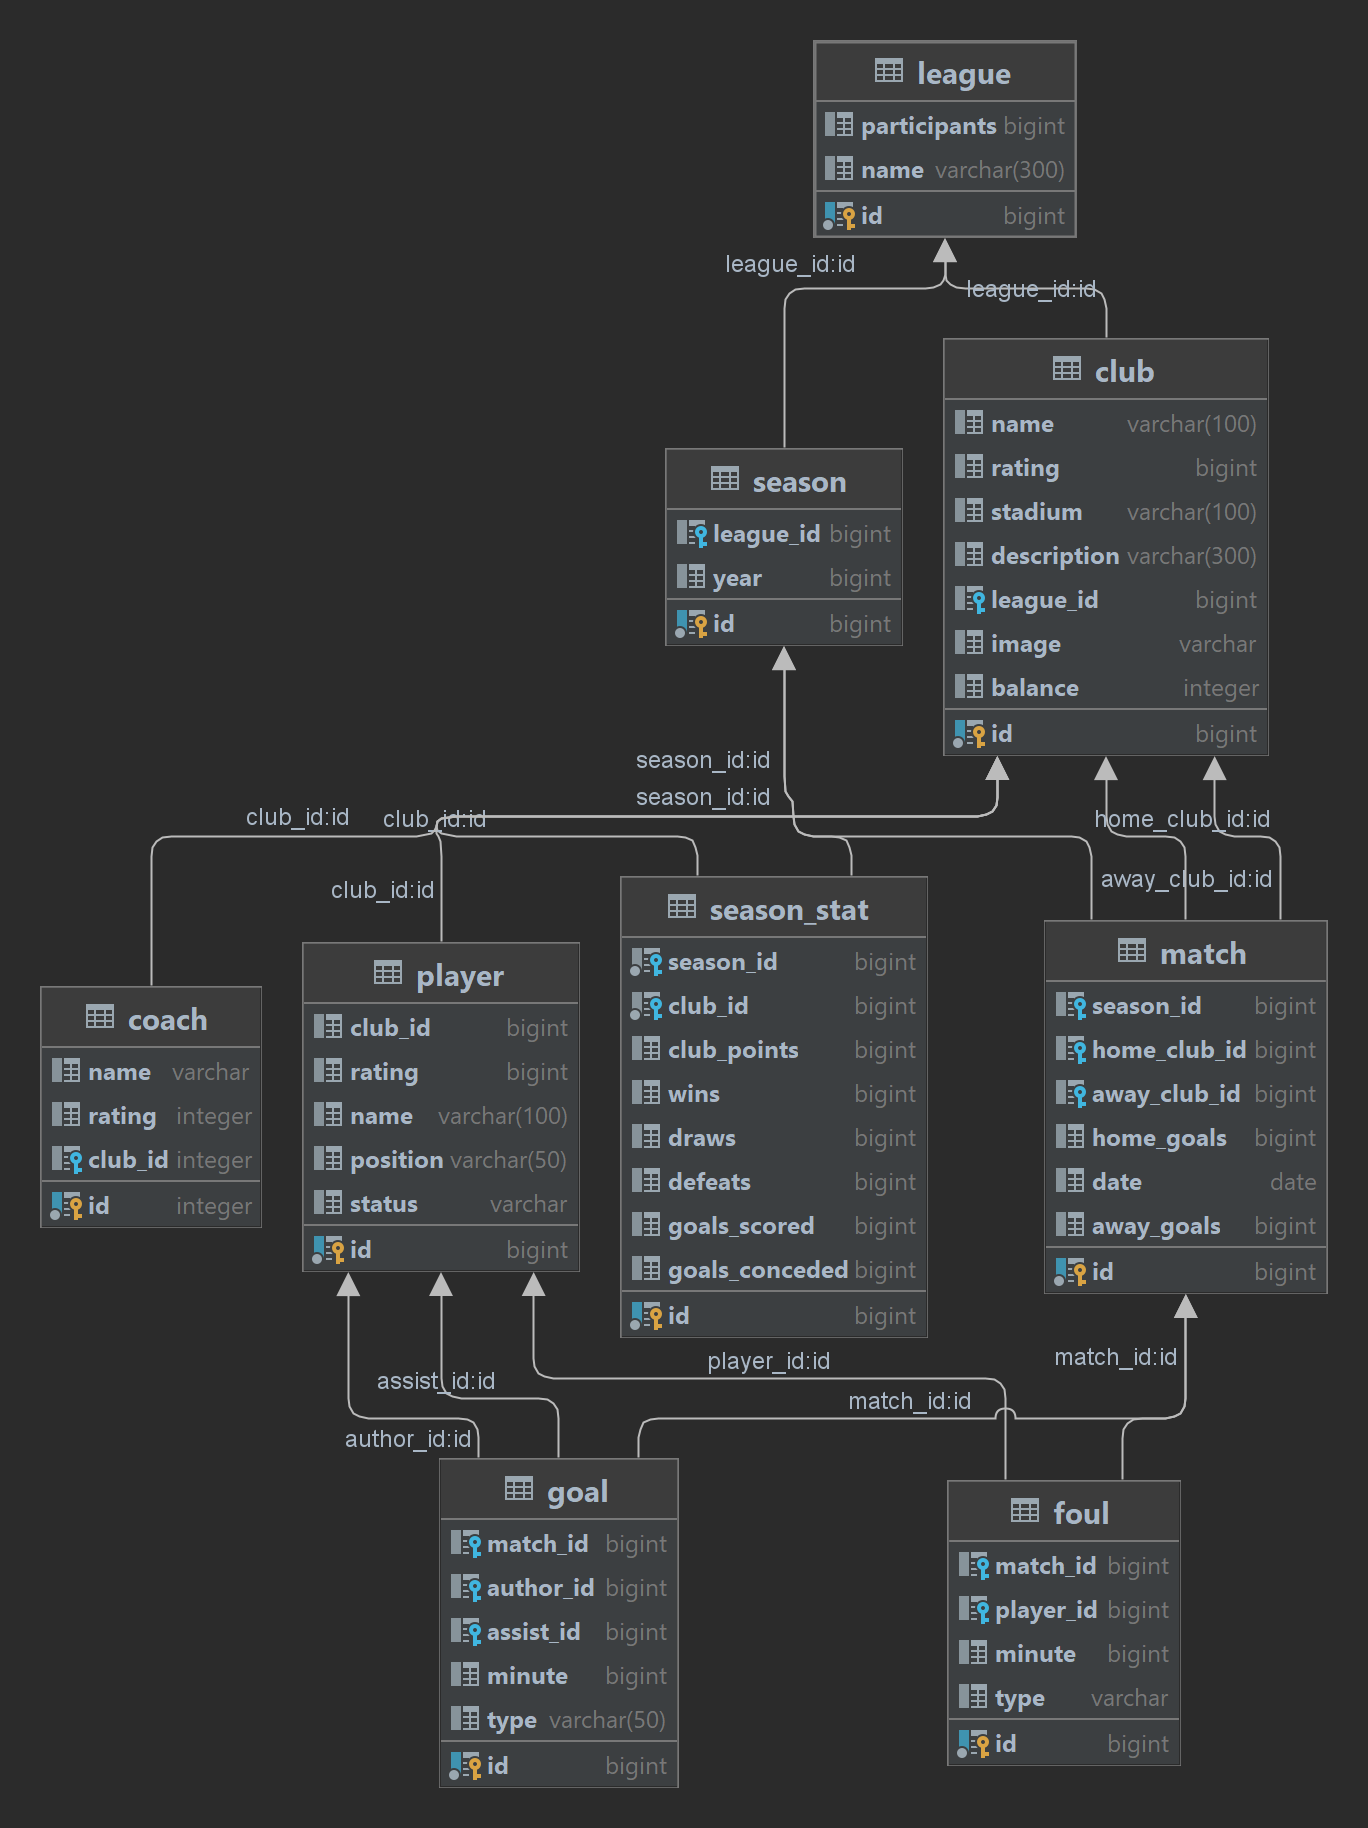 league
participants bigint
name varchar(300)
id bigint
league_id:id
league_id:id
club
name varchar(100)
rating bigint
stadium varchar(100)
description varchar(300)
league_id bigint
image varchar
balance integer
id bigint
season
league_id bigint
year bigint
id bigint
season_id:id
season_id:id
club_id:id
club_id:id
home_club_id:id
club_id:id
away_club_id:id
season_stat
season_id bigint
club_id bigint
club_points bigint
wins bigint
draws bigint
defeats bigint
goals_scored bigint
goals_conceded bigint
id bigint
match
season_id bigint
home_club_id bigint
away_club_id bigint
home_goals bigint
date date
away_goals bigint
id bigint
player
club_id bigint
rating bigint
name varchar(100)
position varchar(50)
status varchar
id bigint
coach
name varchar
rating integer
club_id integer
id integer
player_id:id
match_id:id
assist_id:id
match_id:id
author_id:id
goal
match_id bigint
author_id bigint
assist_id bigint
minute bigint
type varchar(50)
id bigint
foul
match_id bigint
player_id bigint
minute bigint
type varchar
id bigint